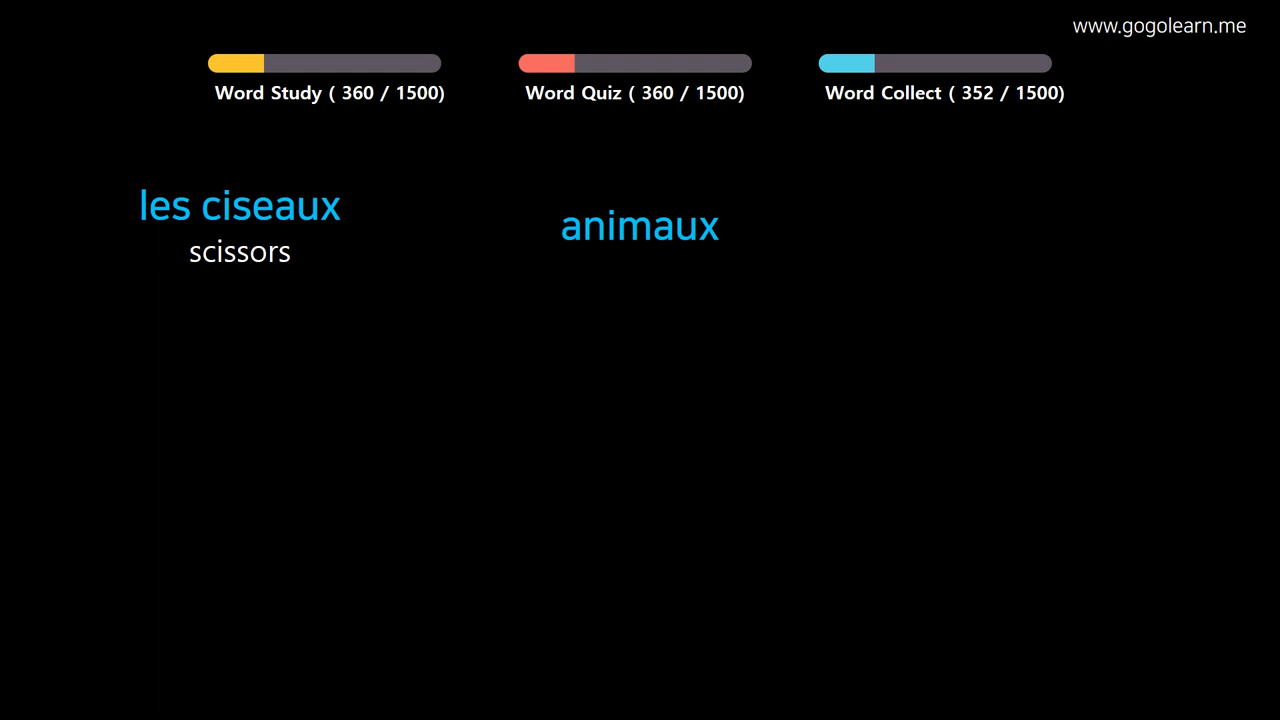 www.gogolearn.me
Word Study ( 360 / 1500)
Word Quiz ( 360 / 1500)
Word Collect ( 352 / 1500)
les ciseaux
scissors
animaux